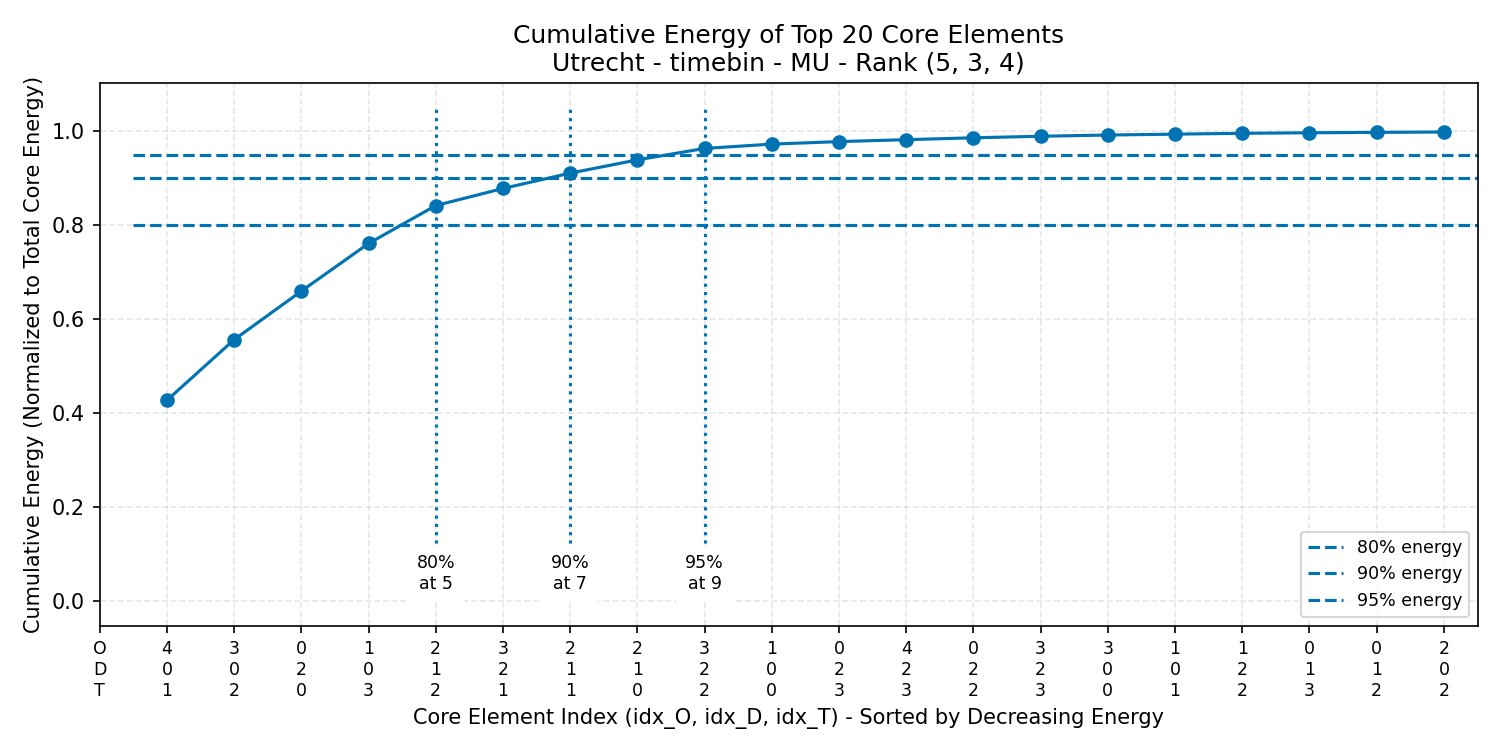 Cumulative Energy of Top 20 Core Elements
Utrecht - timebin - MU - Rank (5, 3, 4)
Cumulative Energy (Normalized to Total Core Energy)
1.0
0.8
0.6
0.4
0.2
0.0
80%
at 5
90%
at 7
95%
at 9
80% energy
90% energy
95% energy
O 4 3 0 1 2 3 2 2 3 1 0 4 0 3 3 1 1 0 0 2
D 0 0 2 0 1 2 1 1 2 0 2 2 2 2 0 0 2 1 1 0
T 1 2 0 3 2 1 1 0 2 0 3 3 2 3 0 1 2 3 2 2
Core Element Index (idx_O, idx_D, idx_T) - Sorted by Decreasing Energy